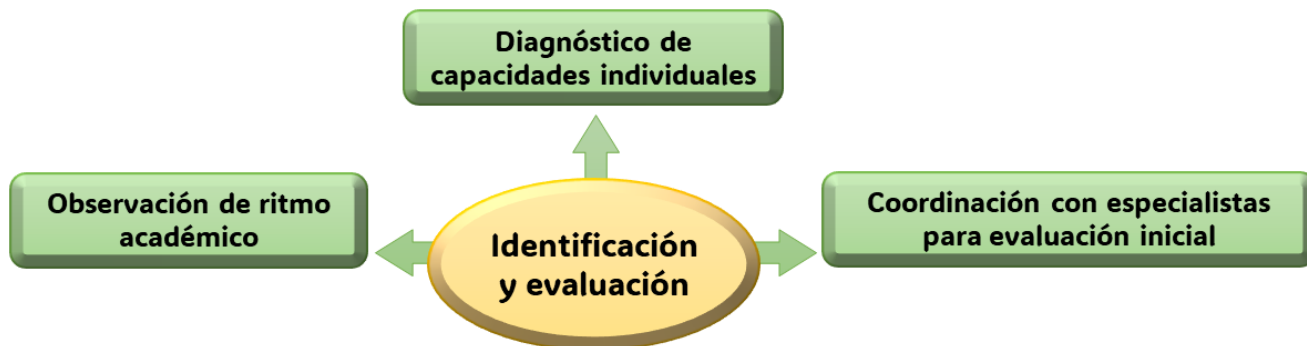 Diagnóstico de
capacidades individuales
Observación de ritmo
académico
Identificación
y evaluación
Coordinación con especialistas
para evaluación inicial